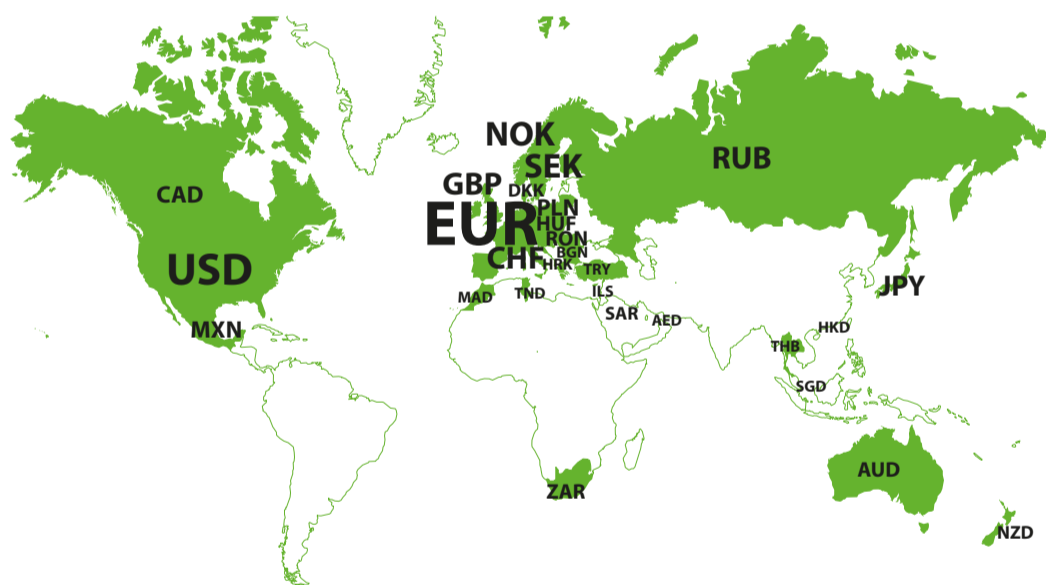 NOK
SEK
RUB
GBP
DKK
CAD
PLN
EUR
HUF
RON
BGN
CHF
HRK
TRY
USD
ILS
JPY
MAD
TND
SAR
AED
MXN
HKD
THB
SGD
AUD
ZAR
NZD